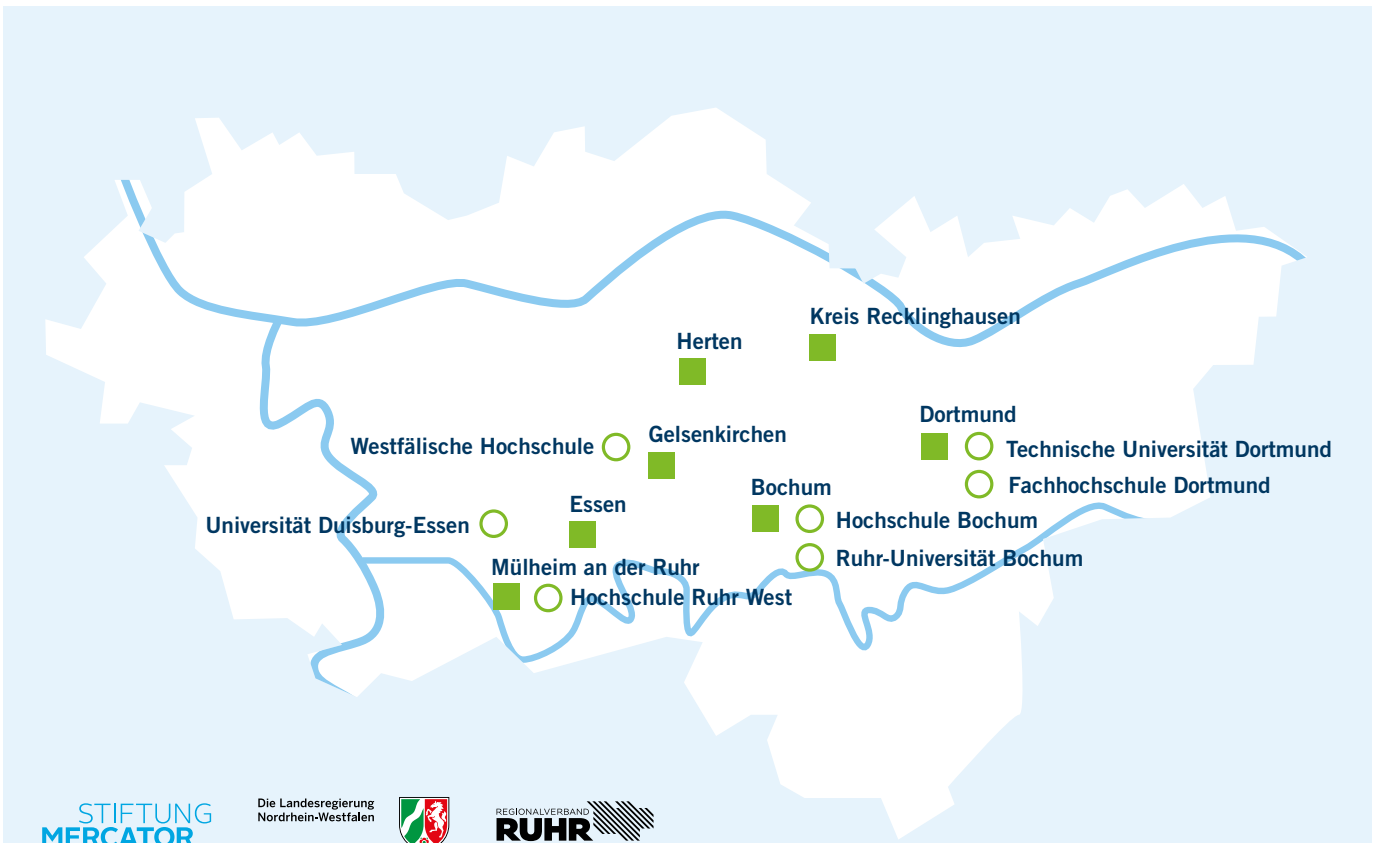 Kreis Recklinghausen
Herten
Dortmund
Technische Universität Dortmund
Fachhochschule Dortmund
Westfälische Hochschule
Gelsenkirchen
Bochum
Hochschule Bochum
Ruhr-Universität Bochum
Essen
Universität Duisburg-Essen
Mülheim an der Ruhr
Hochschule Ruhr West
STIFTUNG
MERCATOR
Die Landesregierung
Nordrhein-Westfalen
REGIONALVERBAND
RUHR